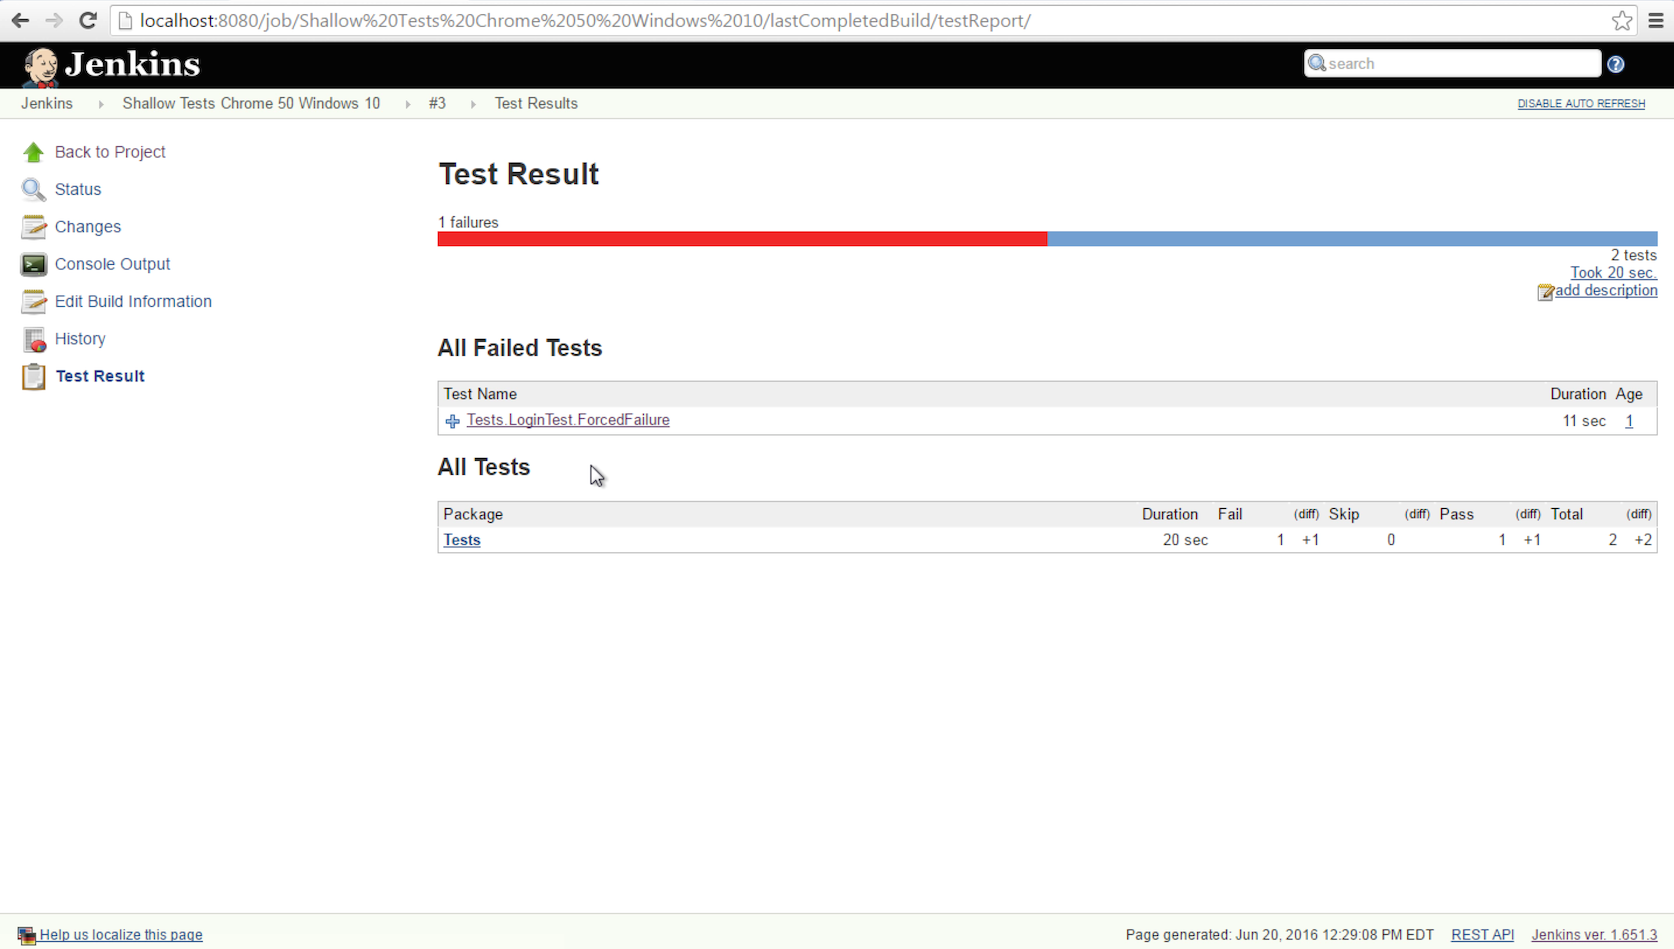 localhost:8080/job/Shallow%20Tests%20Chrome%2050%20Windows%2010/lastCompletedBuild/testReport/
Jenkins
search
?
Jenkins Shallow Tests Chrome 50 Windows 10 #3 Test Results
DISABLE AUTO REFRESH
Back to Project
Status
Changes
Console Output
Edit Build Information
History
Test Result
Test Result
1 failures
2 tests
Took 20 sec.
add description
All Failed Tests
Test Name Duration Age
Tests.LoginTest.ForcedFailure 11 sec 1
All Tests
Package Duration Fail (diff) Skip (diff) Pass (diff) Total (diff)
Tests 20 sec 1 +1 0 1 +1 2 +2
Help us localize this page
Page generated: Jun 20, 2016 12:29:08 PM EDT REST API Jenkins ver. 1.651.3